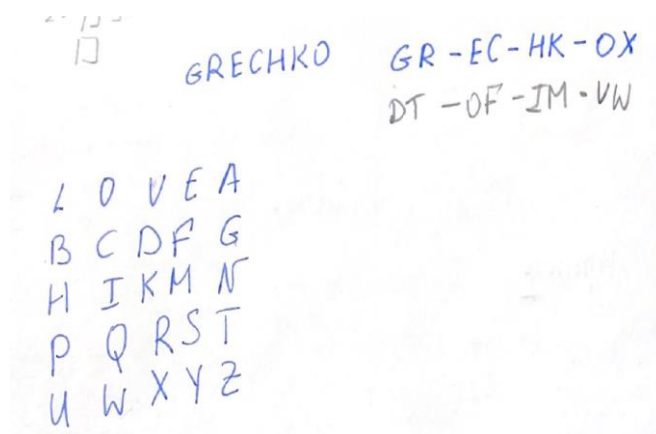 GRECHKO GR-EC-HK-OX
DT-OF-IM-VW
L O V E A
B C D F G
H I K M N
P Q R S T
U W X Y Z